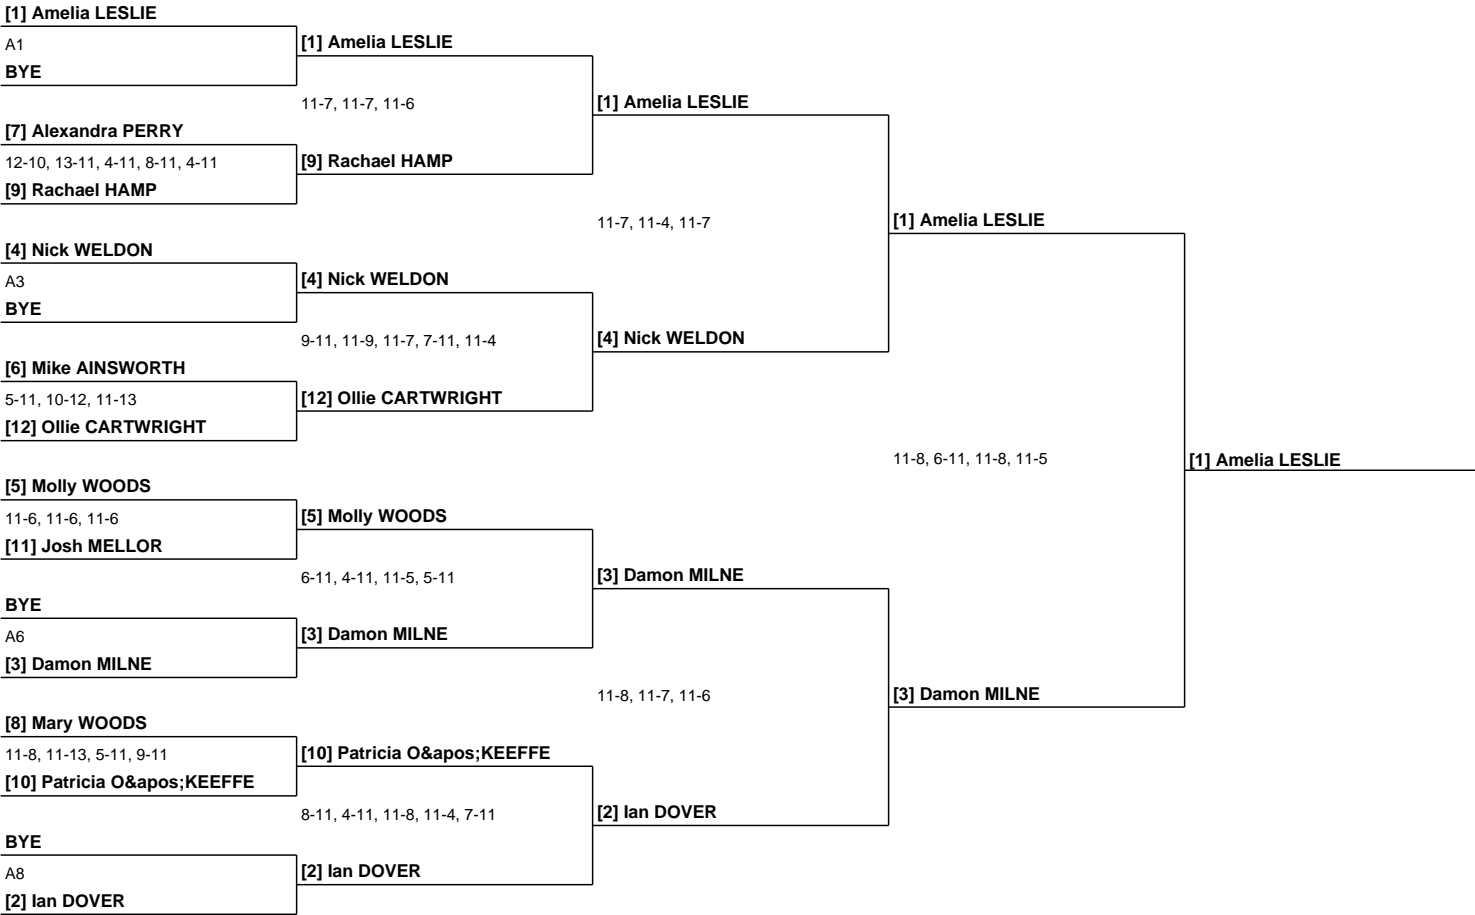 [1] Amelia LESLIE
A1
BYE
[7] Alexandra PERRY
12-10, 13-11, 4-11, 8-11, 4-11
[9] Rachael HAMP
[4] Nick WELDON
A3
BYE
[6] Mike AINSWORTH
5-11, 10-12, 11-13
[12] Ollie CARTWRIGHT
[5] Molly WOODS
11-6, 11-6, 11-6
[11] Josh MELLOR
BYE
A6
[3] Damon MILNE
[8] Mary WOODS
11-8, 11-13, 5-11, 9-11
[10] Patricia O&apos;KEEFFE
BYE
A8
[2] Ian DOVER
[1] Amelia LESLIE
11-7, 11-7, 11-6
[9] Rachael HAMP
[4] Nick WELDON
9-11, 11-9, 11-7, 7-11, 11-4
[12] Ollie CARTWRIGHT
[5] Molly WOODS
6-11, 4-11, 11-5, 5-11
[3] Damon MILNE
[10] Patricia O&apos;KEEFFE
8-11, 4-11, 11-8, 11-4, 7-11
[2] Ian DOVER
[1] Amelia LESLIE
11-7, 11-4, 11-7
[4] Nick WELDON
[3] Damon MILNE
11-8, 11-7, 11-6
[2] Ian DOVER
[1] Amelia LESLIE
11-8, 6-11, 11-8, 11-5
[3] Damon MILNE
[1] Amelia LESLIE